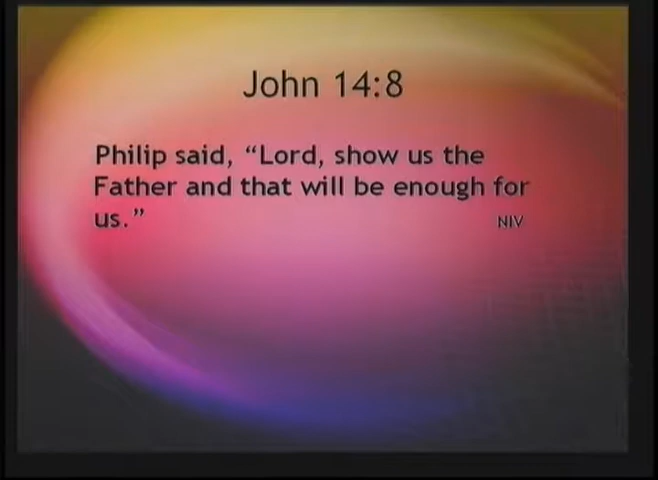 John 14:8
Philip said, “Lord, show us the
Father and that will be enough for
us.”
NIV